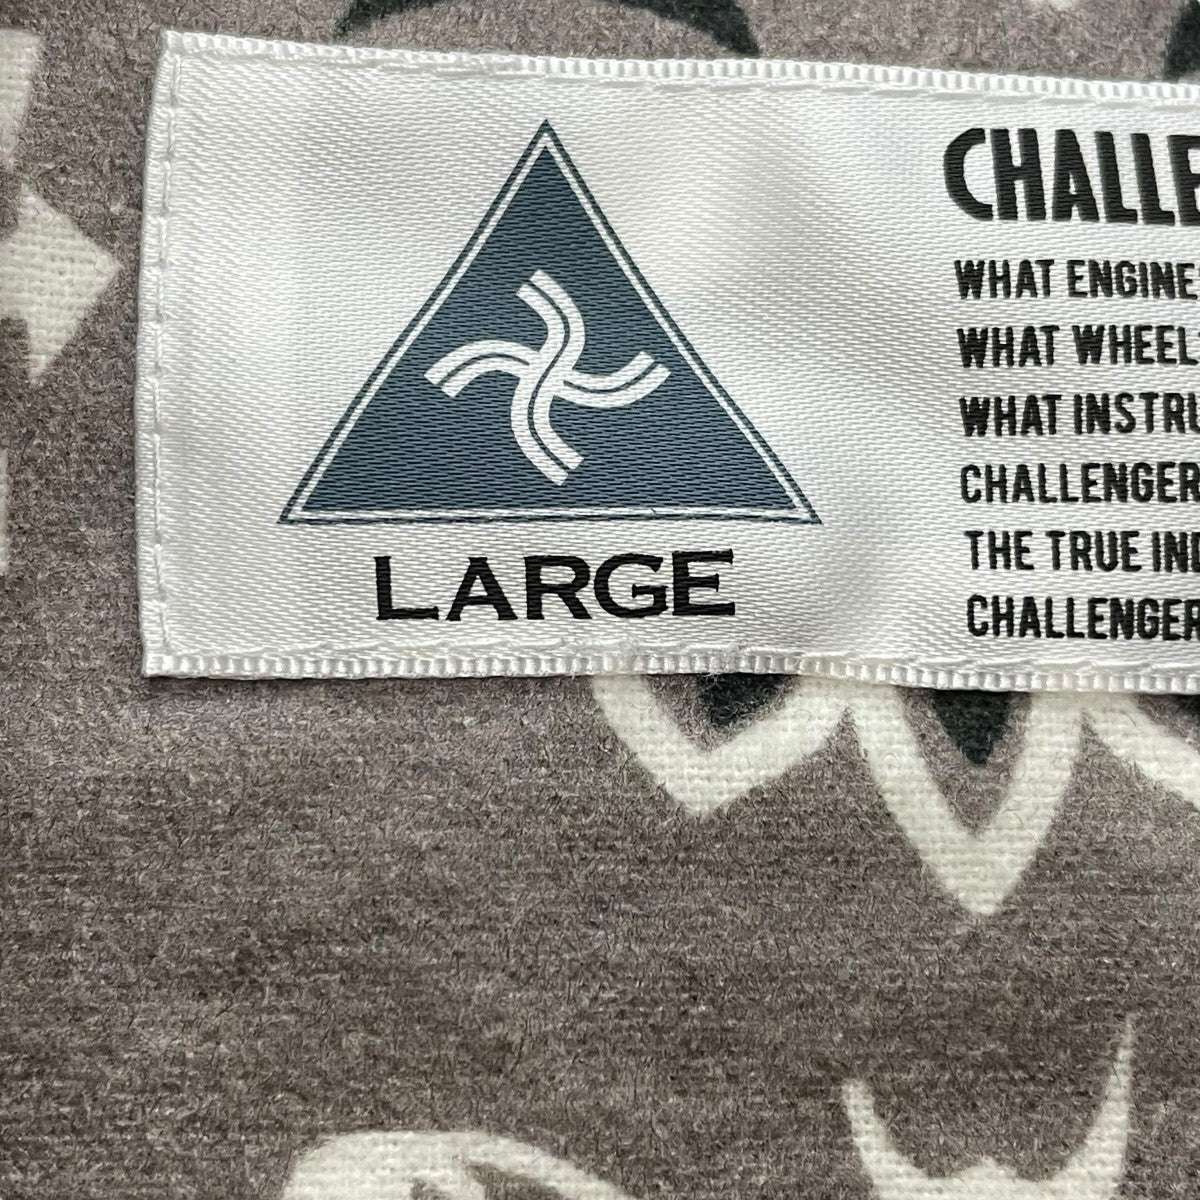 LARGE
CHALLE
WHAT ENGINE
WHAT WHEEL
WHAT INSTRU
CHALLENGER
THE TRUE IND
CHALLENGER